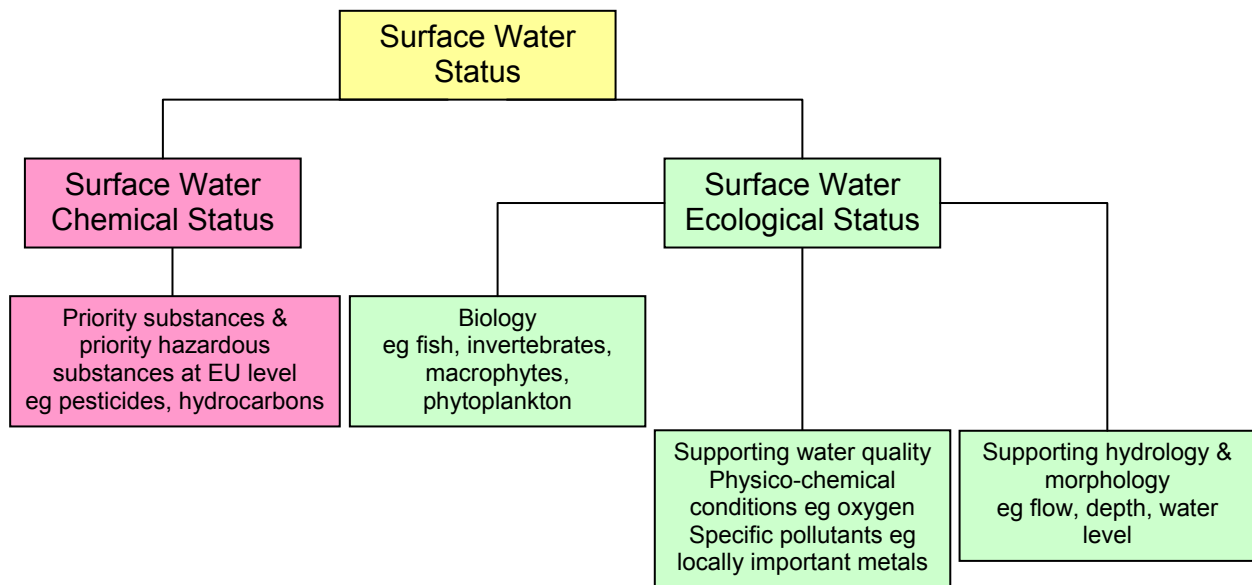 Surface Water
Status
Surface Water
Chemical Status
Surface Water
Ecological Status
Priority substances &
priority hazardous
substances at EU level
eg pesticides, hydrocarbons
Biology
eg fish, invertebrates,
macrophytes,
phytoplankton
Supporting water quality
Physico-chemical
conditions eg oxygen
Specific pollutants eg
locally important metals
Supporting hydrology &
morphology
eg flow, depth, water
level